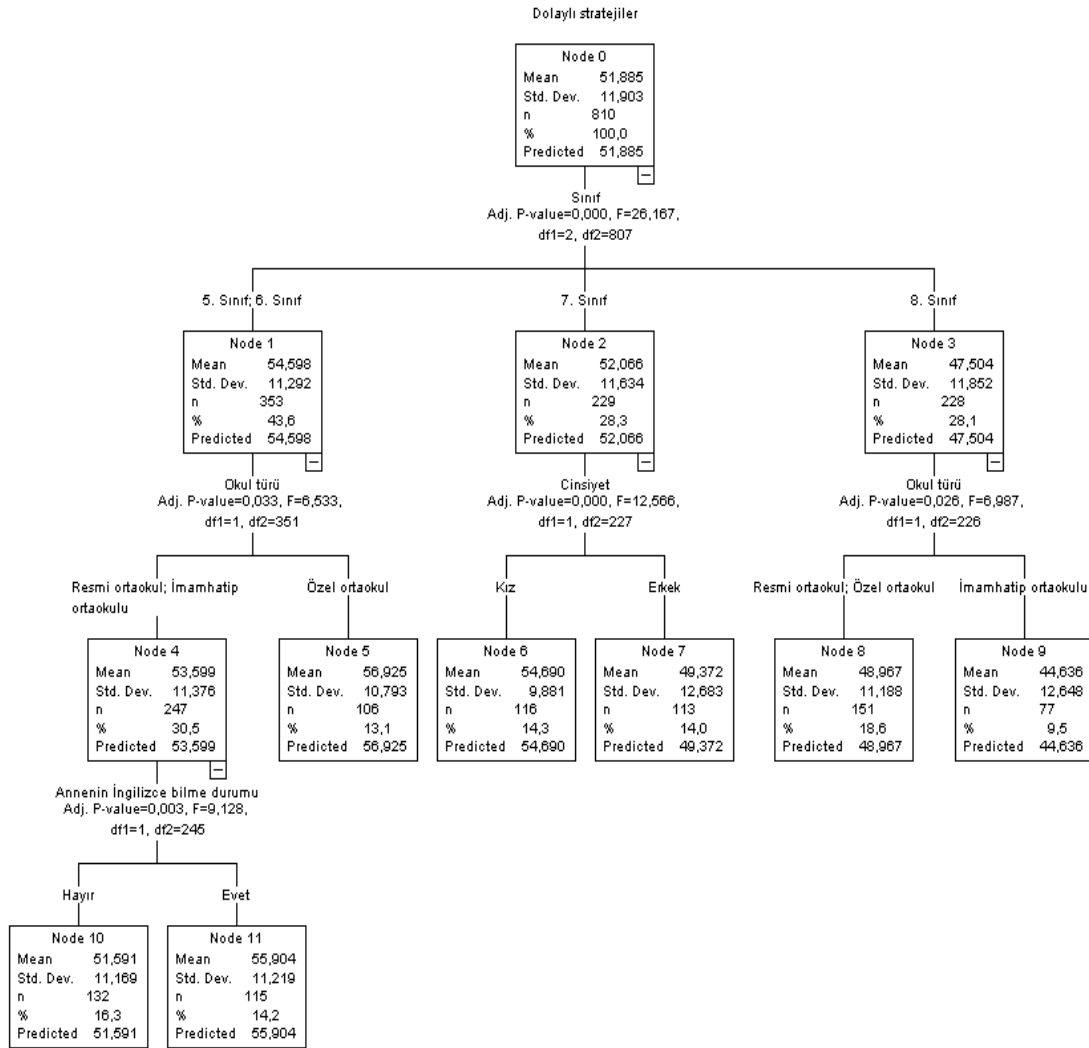 Dolaylı stratejiler
Node 0
Mean 51,885
Std. Dev. 11,903
n 810
% 100,0
Predicted 51,885
Sınıf
Adj. P-value=0,000, F=26,167,
df1=2, df2=807
5. Sınıf; 6. Sınıf
7. Sınıf
8. Sınıf
Node 1
Mean 54,598
Std. Dev. 11,292
n 353
% 43,6
Predicted 54,598
Node 2
Mean 52,066
Std. Dev. 11,634
n 229
% 28,3
Predicted 52,066
Node 3
Mean 47,504
Std. Dev. 11,852
n 228
% 28,1
Predicted 47,504
Okul türü
Adj. P-value=0,033, F=6,533,
df1=1, df2=351
Cinsiyet
Adj. P-value=0,000, F=12,566,
df1=1, df2=227
Okul türü
Adj. P-value=0,026, F=6,987,
df1=1, df2=226
Resmi ortaokul; İmamhatip
ortaokulu
Özel ortaokul
Kız
Erkek
Resmi ortaokul; Özel ortaokul
İmamhatip ortaokulu
Node 4
Mean 53,599
Std. Dev. 11,376
n 247
% 30,5
Predicted 53,599
Node 5
Mean 56,925
Std. Dev. 10,793
n 106
% 13,1
Predicted 56,925
Node 6
Mean 54,690
Std. Dev. 9,881
n 116
% 14,3
Predicted 54,690
Node 7
Mean 49,372
Std. Dev. 12,683
n 113
% 14,0
Predicted 49,372
Node 8
Mean 48,967
Std. Dev. 11,188
n 151
% 18,6
Predicted 48,967
Node 9
Mean 44,636
Std. Dev. 12,648
n 77
% 9,5
Predicted 44,636
Annenin İngilizce bilme durumu
Adj. P-value=0,003, F=9,128,
df1=1, df2=245
Hayır
Evet
Node 10
Mean 51,591
Std. Dev. 11,169
n 132
% 16,3
Predicted 51,591
Node 11
Mean 55,904
Std. Dev. 11,219
n 115
% 14,2
Predicted 55,904